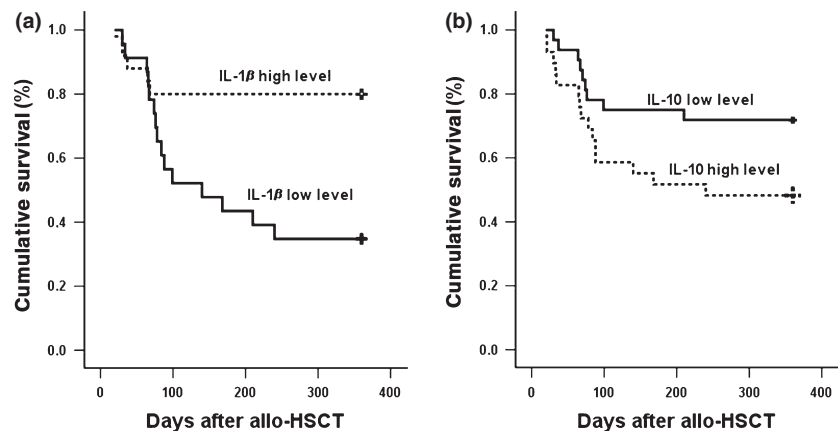 (a)
Cumulative survival (%)
1.0
0.8
0.6
0.4
0.2
0.0
IL-1β high level
IL-1β low level
0 100 200 300 400
Days after allo-HSCT
(b)
Cumulative survival (%)
1.0
0.8
0.6
0.4
0.2
0.0
IL-10 low level
IL-10 high level
0 100 200 300 400
Days after allo-HSCT